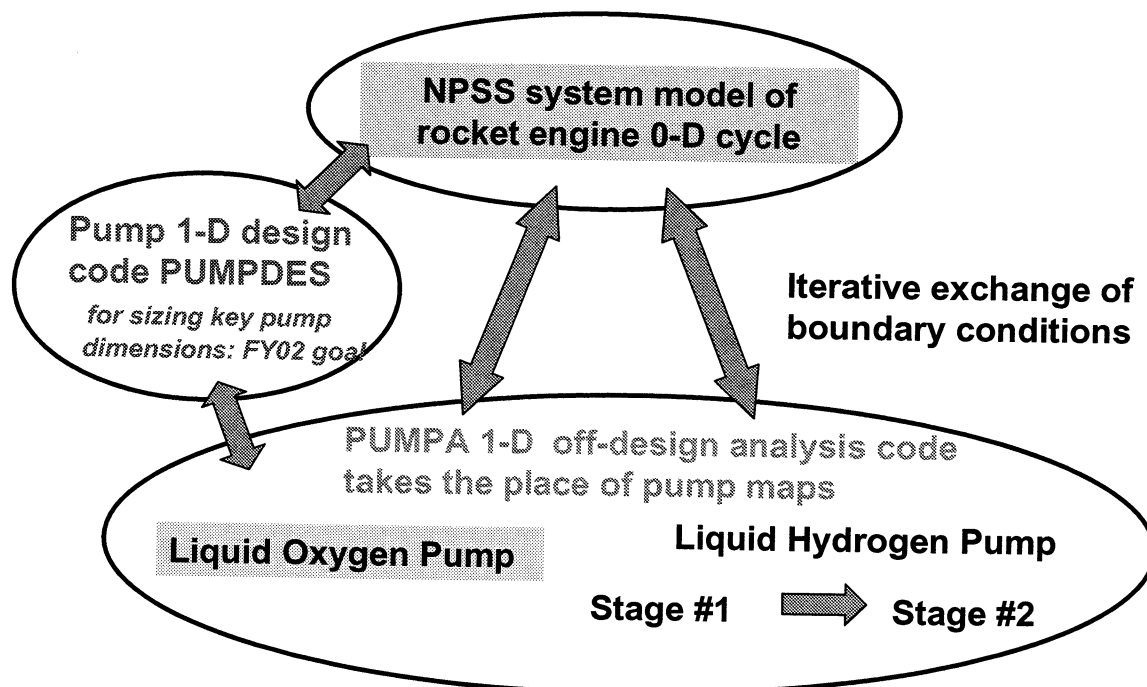 NPSS system model of
rocket engine 0-D cycle
Pump 1-D design
code PUMPDES
for sizing key pump
dimensions: FY02 goal
Iterative exchange of
boundary conditions
PUMPA 1-D off-design analysis code
takes the place of pump maps
Liquid Oxygen Pump
Liquid Hydrogen Pump
Stage #1
Stage #2